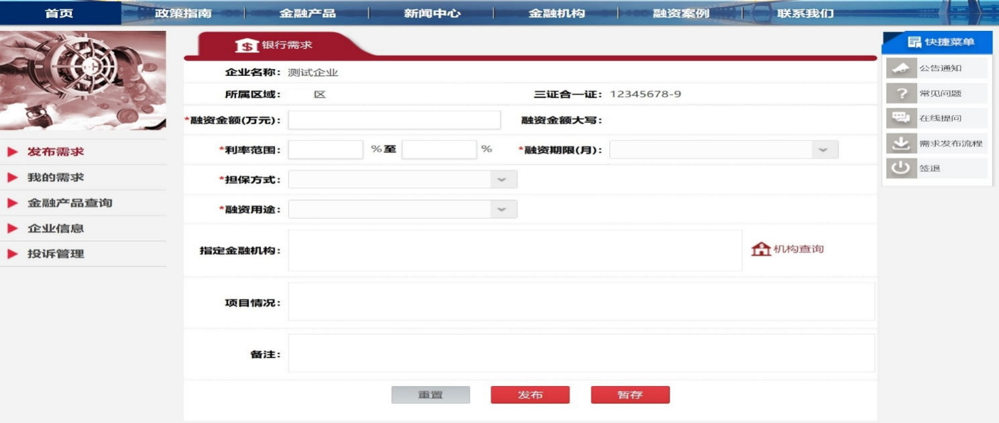 首页 政策指南 金融产品 新闻中心 金融机构 融资案例 联系我们
发布需求
我的需求
金融产品查询
企业信息
投诉管理
银行需求
企业名称: 测试企业
所属区域: 区 三证合一证: 12345678-9
*融资金额(万元): 融资金额大写:
*利率范围: %至 % *融资期限(月):
*担保方式:
*融资用途:
指定金融机构: 机构查询
项目情况:
备注:
重置 发布 暂存
快捷菜单
公告通知
常见问题
在线提问
需求发布流程
签退